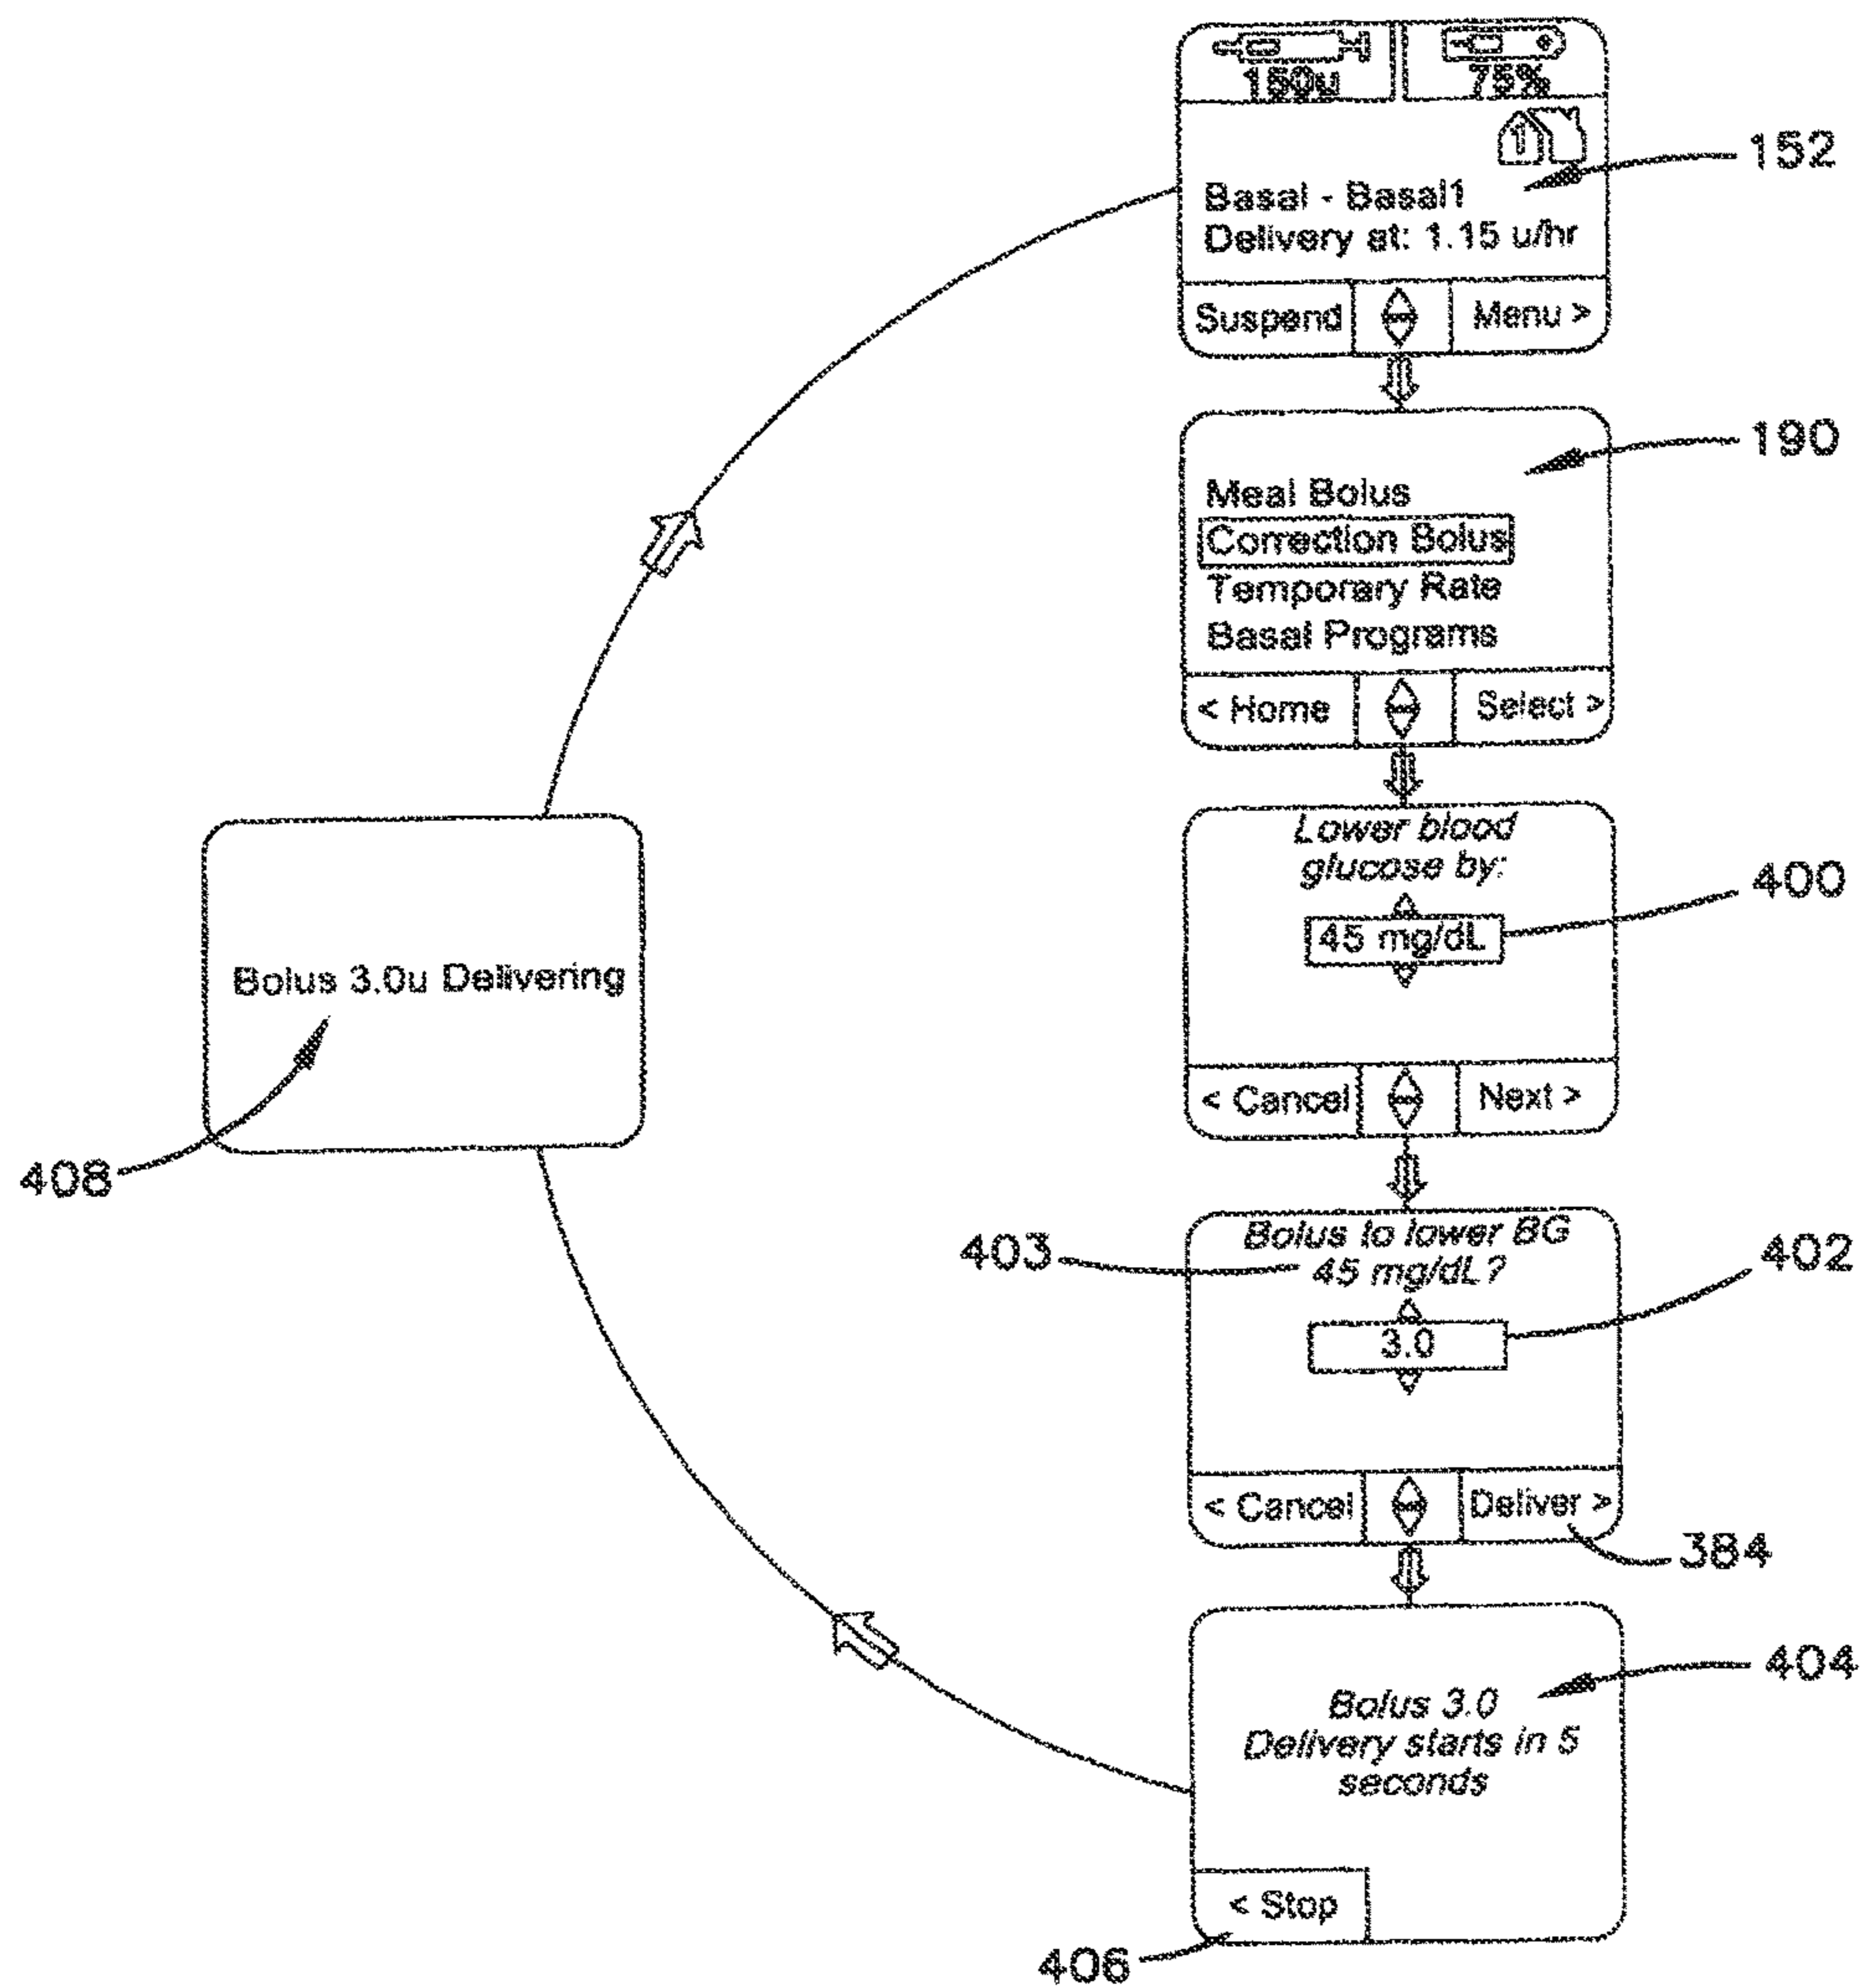 150u
75%
1
152
Basal - Basal1
Delivery at: 1.15 u/hr
Suspend
Menu >
190
Meal Bolus
Correction Bolus
Temporary Rate
Basal Programs
< Home
Select >
Lower blood
glucose by:
400
45 mg/dL
< Cancel
Next >
Bolus 3.0u Delivering
408
403
Bolus to lower BG
45 mg/dL?
402
3.0
< Cancel
Deliver >
384
404
Bolus 3.0
Delivery starts in 5
seconds
< Stop
406